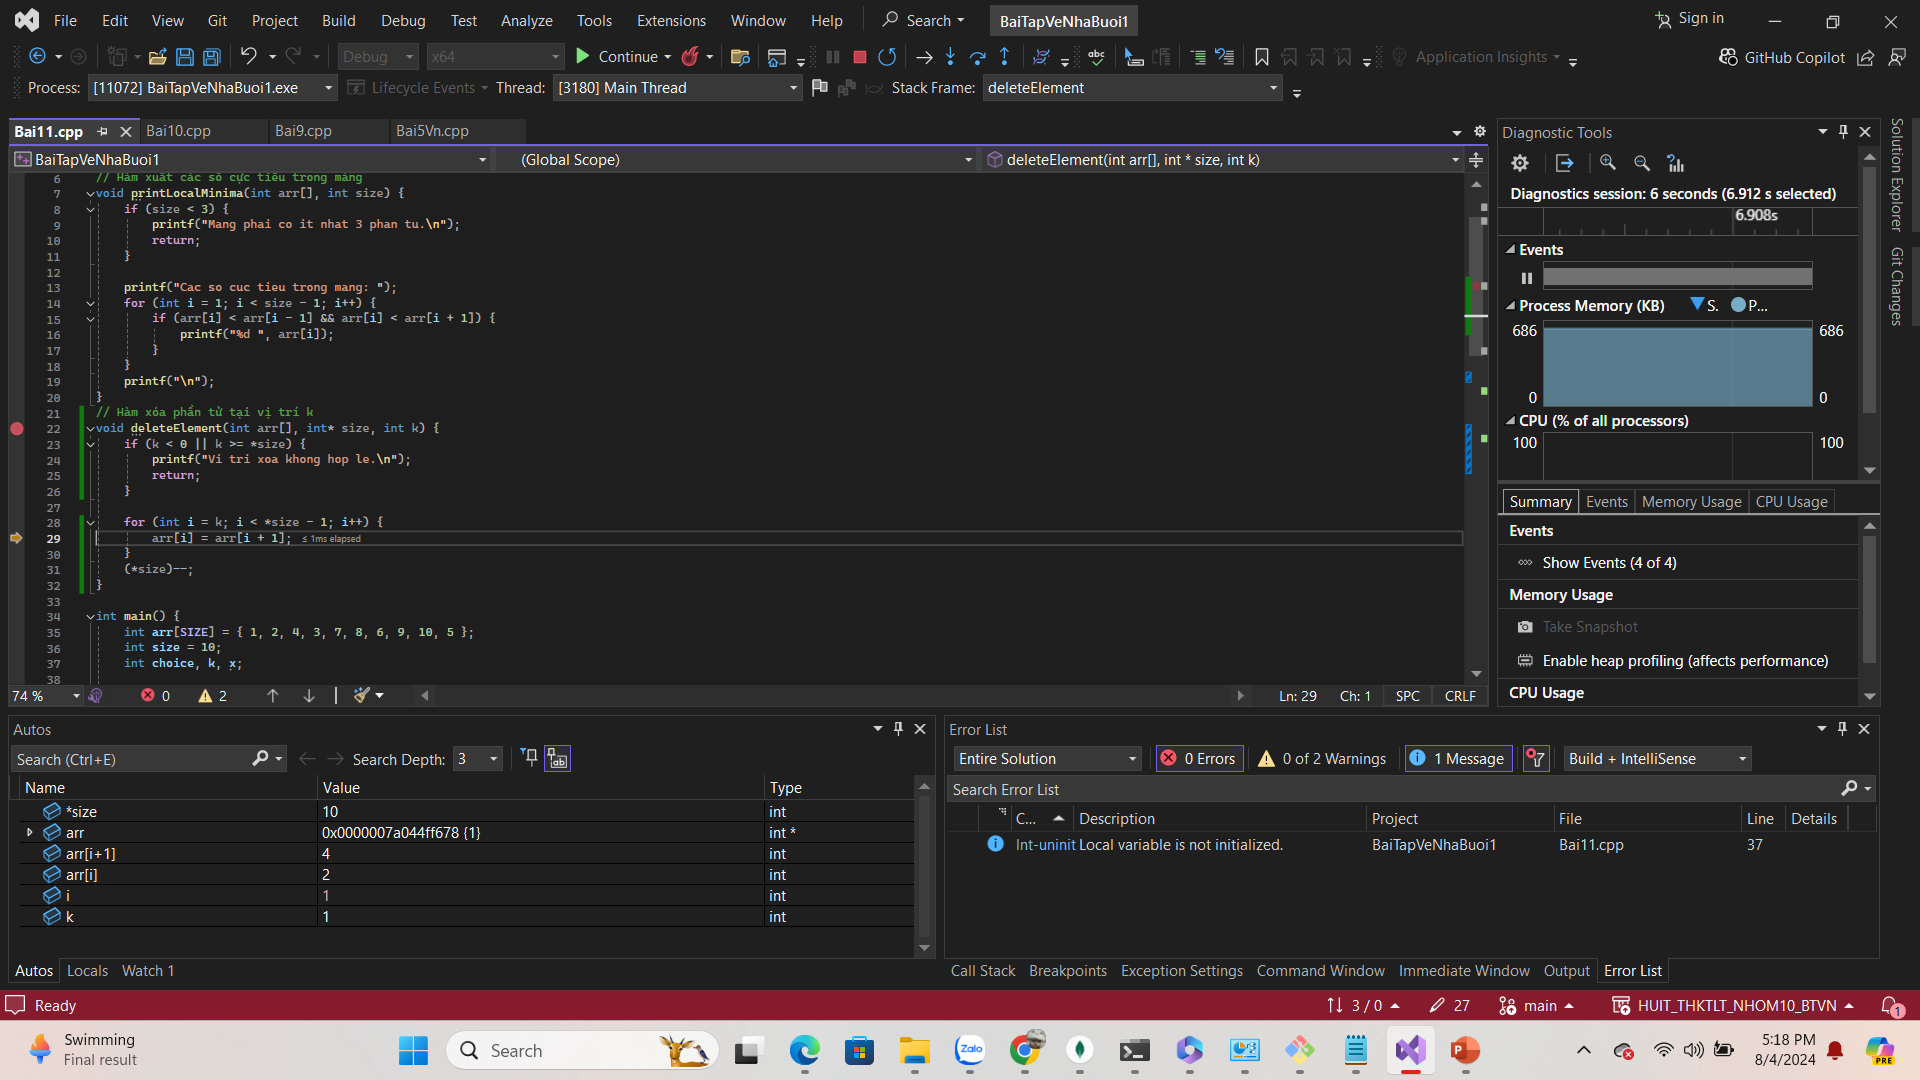 File Edit View Git Project Build Debug Test Analyze Tools Extensions Window Help Search BaiTapVeNhaBuoi1 Sign in
Debug x64 Continue Application Insights GitHub Copilot
Process: [11072] BaiTapVeNhaBuoi1.exe Lifecycle Events Thread: [3180] Main Thread Stack Frame: deleteElement
Bai11.cpp Bai10.cpp Bai9.cpp Bai5Vn.cpp
BaiTapVeNhaBuoi1 (Global Scope) deleteElement(int arr[], int * size, int k)
6 // Hàm xuất các số cực tiểu trong mảng
7 void printLocalMinima(int arr[], int size) {
8 if (size < 3) {
9 printf("Mang phai co it nhat 3 phan tu.\n");
10 return;
11 }
12
13 printf("Cac so cuc tieu trong mang: ");
14 for (int i = 1; i < size - 1; i++) {
15 if (arr[i] < arr[i - 1] && arr[i] < arr[i + 1]) {
16 printf("%d ", arr[i]);
17 }
18 }
19 printf("\n");
20 }
21 // Hàm xóa phần tử tại vị trí k
22 void deleteElement(int arr[], int* size, int k) {
23 if (k < 0 || k >= *size) {
24 printf("Vi tri xoa khong hop le.\n");
25 return;
26 }
27
28 for (int i = k; i < *size - 1; i++) {
29 arr[i] = arr[i + 1]; ≤ 1ms elapsed
30 }
31 (*size)--;
32 }
33
34 int main() {
35 int arr[SIZE] = { 1, 2, 4, 3, 7, 8, 6, 9, 10, 5 };
36 int size = 10;
37 int choice, k, x;
38
74 % 0 2 Ln: 29 Ch: 1 SPC CRLF
Diagnostic Tools
Diagnostics session: 6 seconds (6.912 s selected)
6.908s
Events
Process Memory (KB) S. P...
686 686
0 0
CPU (% of all processors)
100 100
Summary Events Memory Usage CPU Usage
Events
Show Events (4 of 4)
Memory Usage
Take Snapshot
Enable heap profiling (affects performance)
CPU Usage
Solution Explorer
Git Changes
Autos
Search (Ctrl+E) Search Depth: 3
Name Value Type
*size 10 int
arr 0x0000007a044ff678 {1} int *
arr[i+1] 4 int
arr[i] 2 int
i 1 int
k 1 int
Autos Locals Watch 1
Error List
Entire Solution 0 Errors 0 of 2 Warnings 1 Message Build + IntelliSense
Search Error List
C... Description Project File Line Details
Int-uninit Local variable is not initialized. BaiTapVeNhaBuoi1 Bai11.cpp 37
Call Stack Breakpoints Exception Settings Command Window Immediate Window Output Error List
Ready 3 / 0 27 main HUIT_THKTLT_NHOM10_BTVN 1
Swimming
Final result
Search
Zalo
5:18 PM
8/4/2024
PRE